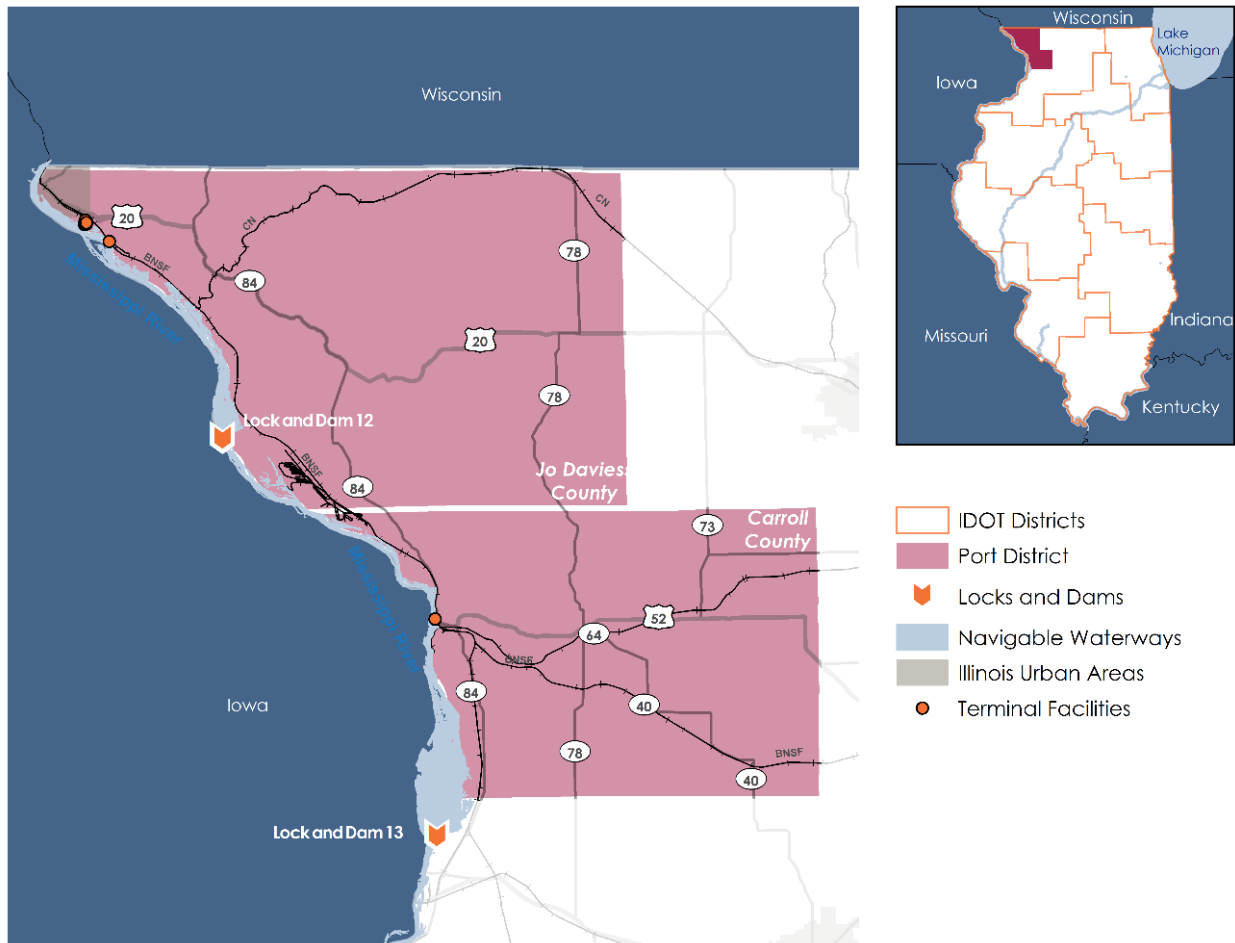 Wisconsin
20
CN
CN
78
BNSF
84
Mississippi River
20
78
Lock and Dam 12
BNSF
84
Jo Daviess
County
Carroll
County
73
Mississippi River
52
64
BNSF
84
40
Iowa
78
BNSF
40
Lock and Dam 13
Wisconsin
Lake
Michigan
Iowa
Missouri
Indiana
Kentucky
IDOT Districts
Port District
Locks and Dams
Navigable Waterways
Illinois Urban Areas
Terminal Facilities